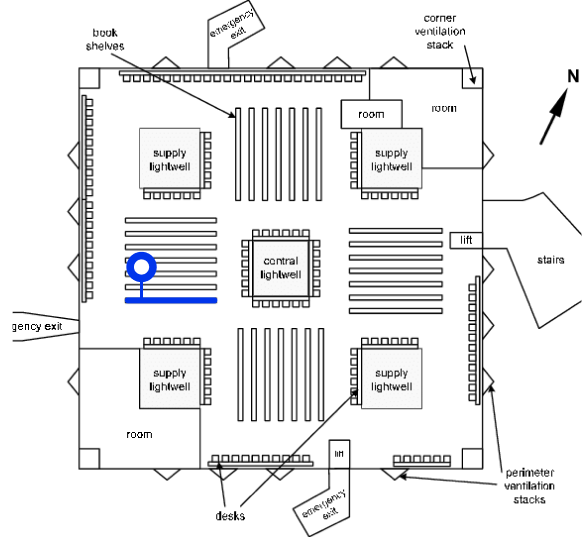 emergency
exit
corner
ventilation
stack
book
shelves
N
room
room
supply
lightwell
supply
lightwell
lift
stairs
contral
lightwell
gency exit
supply
lightwell
supply
lightwell
room
lift
perimeter
ventilation
stacks
desks
emergency
exit